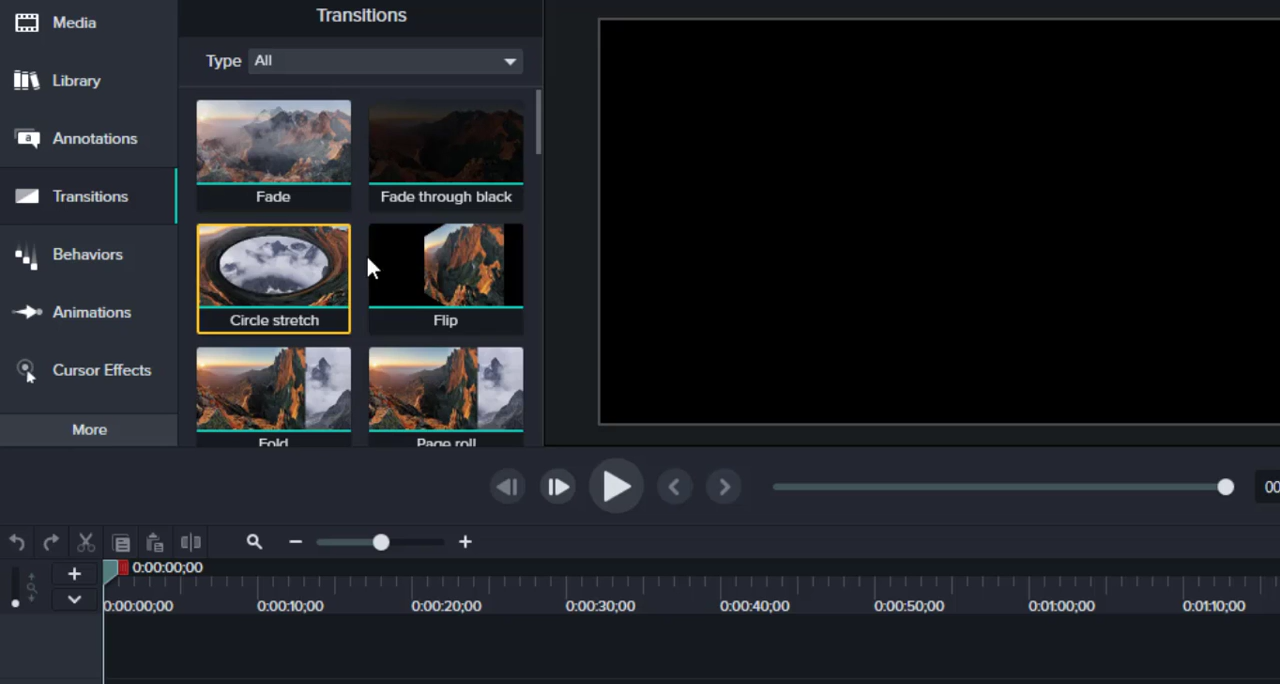 Media
Library
Annotations
Transitions
Behaviors
Animations
Cursor Effects
More
Transitions
Type All
Fade
Fade through black
Circle stretch
Flip
Fold
Page roll
00
0:00:00;00
0:00:00;00 0:00:10;00 0:00:20;00 0:00:30;00 0:00:40;00 0:00:50;00 0:01:00;00 0:01:10;00